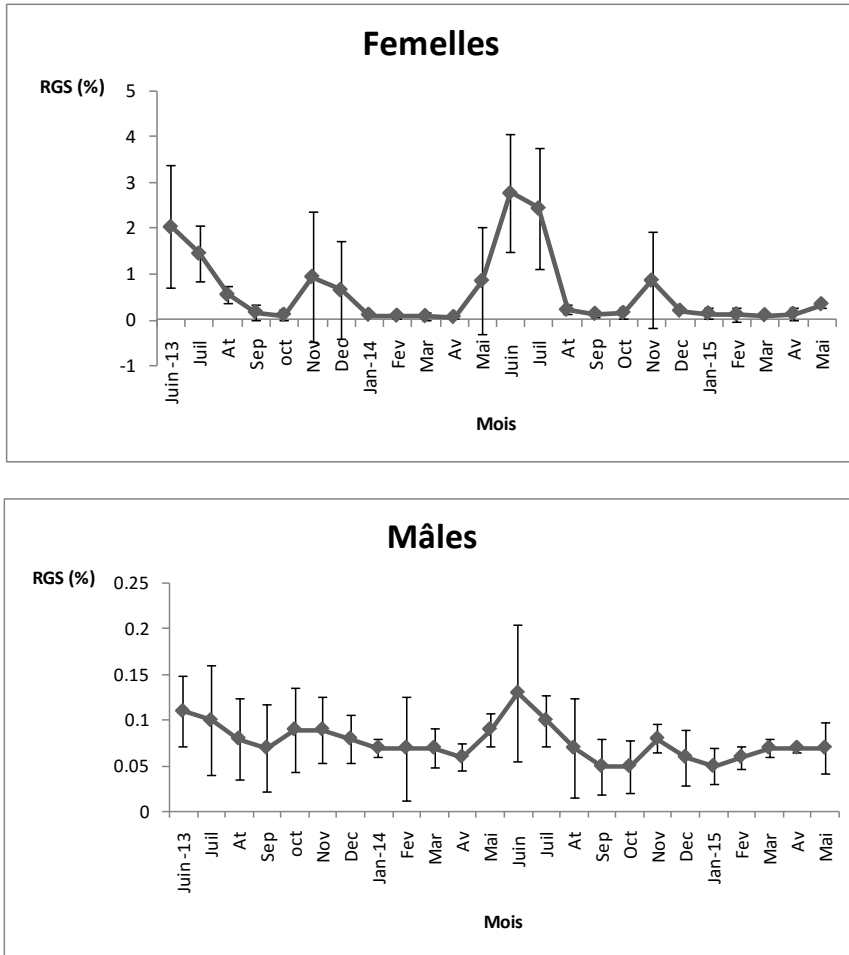 Femelles
RGS (%)
5
4
3
2
1
0
-1
Juin -13
Juil
At
Sep
oct
Nov
Dec
Jan-14
Fev
Mar
Av
Mai
Juin
Juil
At
Sep
Oct
Nov
Dec
Jan-15
Fev
Mar
Av
Mai
Mois
Mâles
RGS (%)
0.25
0.2
0.15
0.1
0.05
0
Juin -13
Juil
At
Sep
oct
Nov
Dec
Jan-14
Fev
Mar
Av
Mai
Juin
Juil
At
Sep
Oct
Nov
Dec
Jan-15
Fev
Mar
Av
Mai
Mois